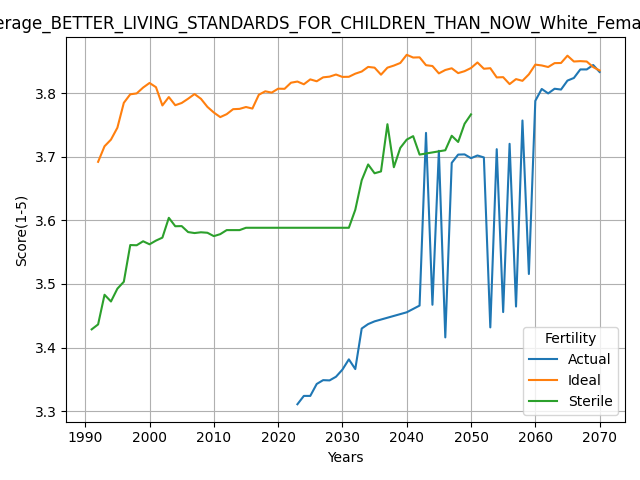 erage_BETTER_LIVING_STANDARDS_FOR_CHILDREN_THAN_NOW_White_Fema
3.8
3.7
3.6
3.5
3.4
3.3
Score(1-5)
1990 2000 2010 2020 2030 2040 2050 2060 2070
Years
Fertility
Actual
Ideal
Sterile